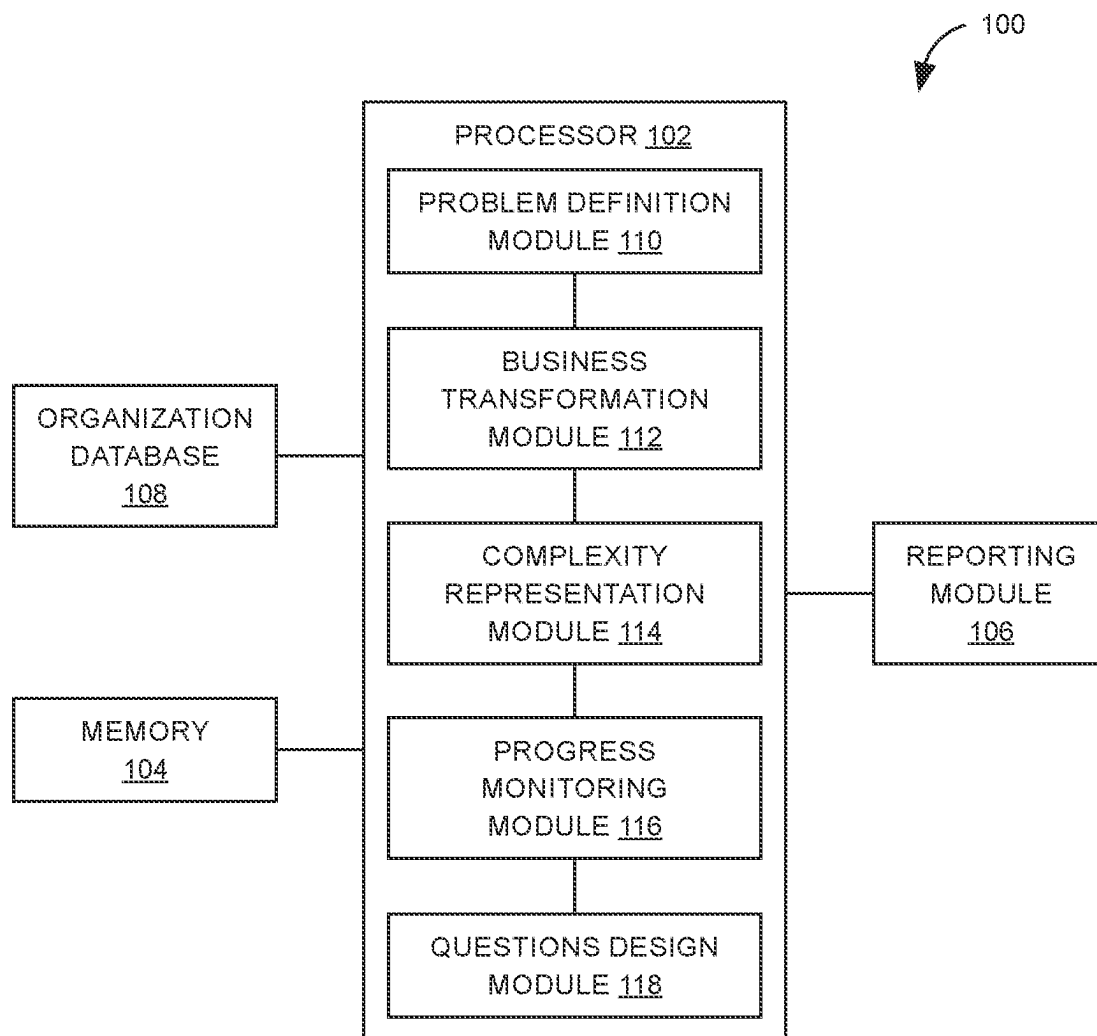 100
PROCESSOR 102
PROBLEM DEFINITION
MODULE 110
BUSINESS
TRANSFORMATION
MODULE 112
ORGANIZATION
DATABASE
108
COMPLEXITY
REPRESENTATION
MODULE 114
REPORTING
MODULE
106
MEMORY
104
PROGRESS
MONITORING
MODULE 116
QUESTIONS DESIGN
MODULE 118